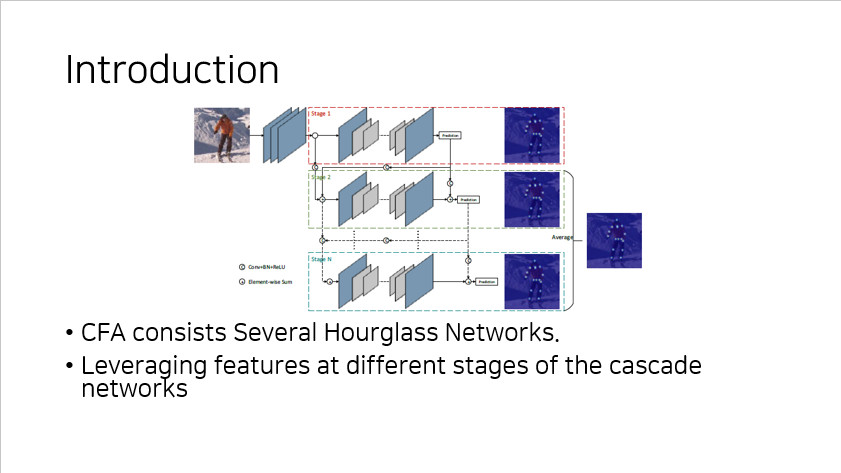 Introduction
Stage 1
Prediction
C
C
C
Stage 2
+
+
Prediction
Average
C
C
Stage N
C
C Conv+BN+ReLU
+ Element-wise Sum
+
+
Prediction
• CFA consists Several Hourglass Networks.
• Leveraging features at different stages of the cascade
networks